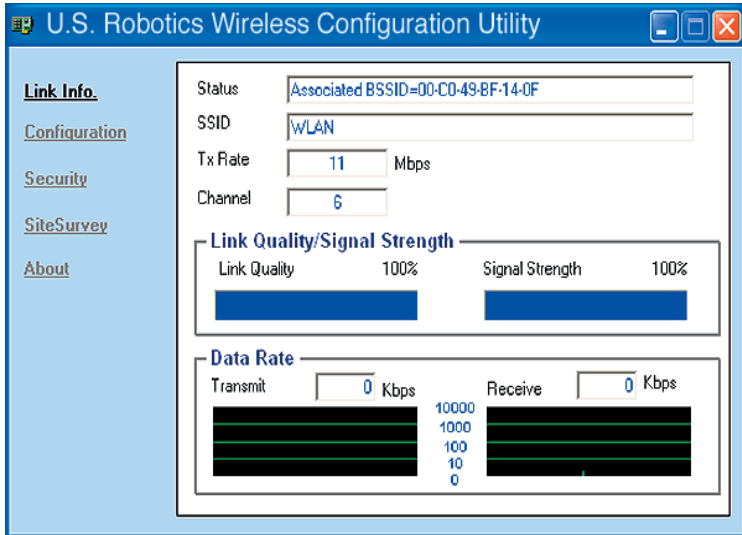 U.S. Robotics Wireless Configuration Utility
Link Info.
Configuration
Security
SiteSurvey
About
Status Associated BSSID=00-C0-49-BF-14-0F
SSID WLAN
Tx Rate 11 Mbps
Channel 6
Link Quality/Signal Strength
Link Quality 100% Signal Strength 100%
Data Rate
Transmit 0 Kbps Receive 0 Kbps
10000
1000
100
10
0